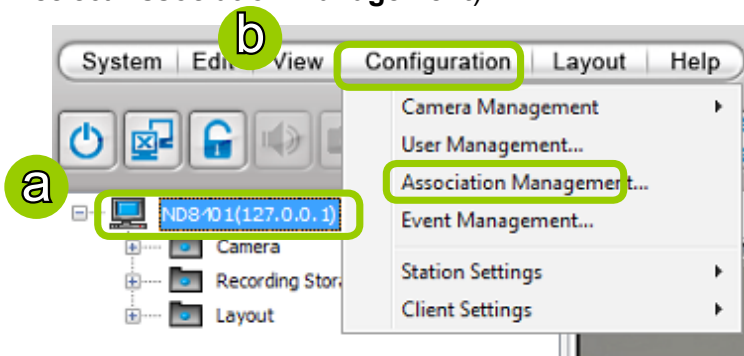 b
System Edit View Configuration Layout Help
Camera Management
User Management...
Association Management...
a
ND8401(127.0.0.1)
Event Management...
Camera
Recording Stor
Station Settings
Layout
Client Settings